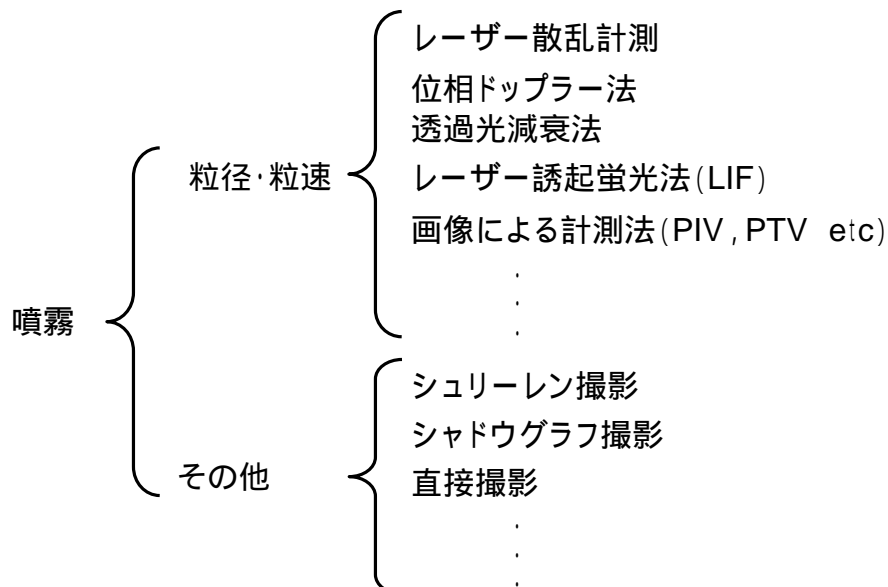 噴霧
粒径・粒速
レーザー散乱計測
位相ドップラー法
透過光減衰法
レーザー誘起蛍光法(LIF)
画像による計測法(PIV , PTV etc)
その他
シュリーレン撮影
シャドウグラフ撮影
直接撮影